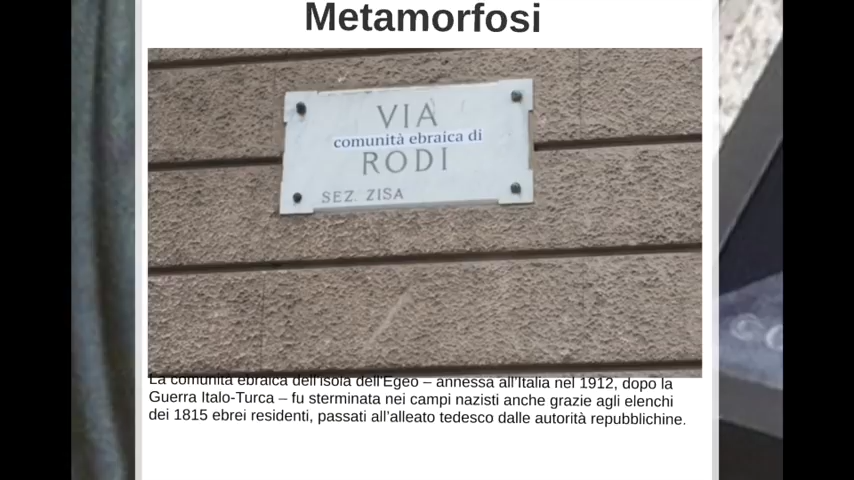 Metamorfosi
VIA
comunità ebraica di
RODI
SEZ. ZISA
La comunità ebraica dell'isola dell'Egeo – annessa all'Italia nel 1912, dopo la
Guerra Italo-Turca – fu sterminata nei campi nazisti anche grazie agli elenchi
dei 1815 ebrei residenti, passati all'alleato tedesco dalle autorità repubblichine.